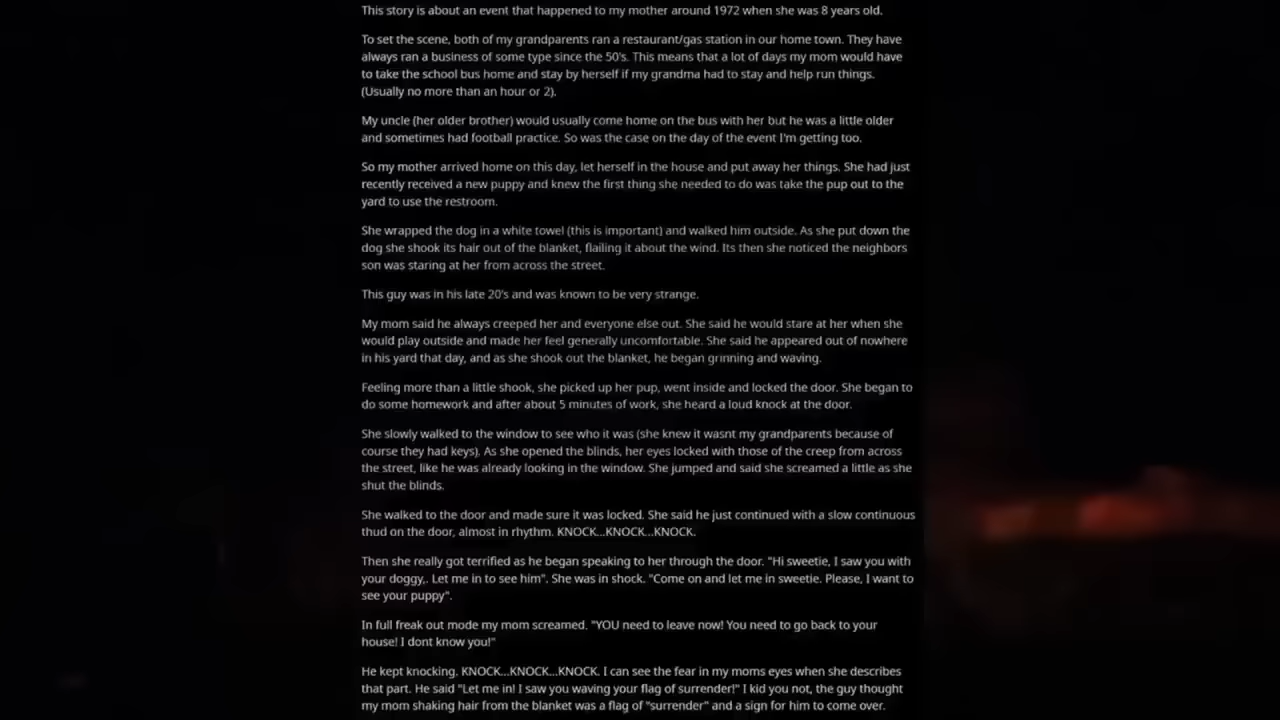 This story is about an event that happened to my mother around 1972 when she was 8 years old.
To set the scene, both of my grandparents ran a restaurant/gas station in our home town. They have
always ran a business of some type since the 50's. This means that a lot of days my mom would have
to take the school bus home and stay by herself if my grandma had to stay and help run things.
(Usually no more than an hour or 2).
My uncle (her older brother) would usually come home on the bus with her but he was a little older
and sometimes had football practice. So was the case on the day of the event I'm getting too.
So my mother arrived home on this day, let herself in the house and put away her things. She had just
recently received a new puppy and knew the first thing she needed to do was take the pup out to the
yard to use the restroom.
She wrapped the dog in a white towel (this is important) and walked him outside. As she put down the
dog she shook its hair out of the blanket, flailing it about the wind. Its then she noticed the neighbors
son was staring at her from across the street.
This guy was in his late 20's and was known to be very strange.
My mom said he always creeped her and everyone else out. She said he would stare at her when she
would play outside and made her feel generally uncomfortable. She said he appeared out of nowhere
in his yard that day, and as she shook out the blanket, he began grinning and waving.
Feeling more than a little shook, she picked up her pup, went inside and locked the door. She began to
do some homework and after about 5 minutes of work, she heard a loud knock at the door.
She slowly walked to the window to see who it was (she knew it wasnt my grandparents because of
course they had keys). As she opened the blinds, her eyes locked with those of the creep from across
the street, like he was already looking in the window. She jumped and said she screamed a little as she
shut the blinds.
She walked to the door and made sure it was locked. She said he just continued with a slow continuous
thud on the door, almost in rhythm. KNOCK...KNOCK...KNOCK.
Then she really got terrified as he began speaking to her through the door. "Hi sweetie, I saw you with
your doggy,. Let me in to see him". She was in shock. "Come on and let me in sweetie. Please, I want to
see your puppy".
In full freak out mode my mom screamed. "YOU need to leave now! You need to go back to your
house! I dont know you!"
He kept knocking. KNOCK...KNOCK...KNOCK. I can see the fear in my moms eyes when she describes
that part. He said "Let me in! I saw you waving your flag of surrender!" I kid you not, the guy thought
my mom shaking hair from the blanket was a flag of "surrender" and a sign for him to come over.